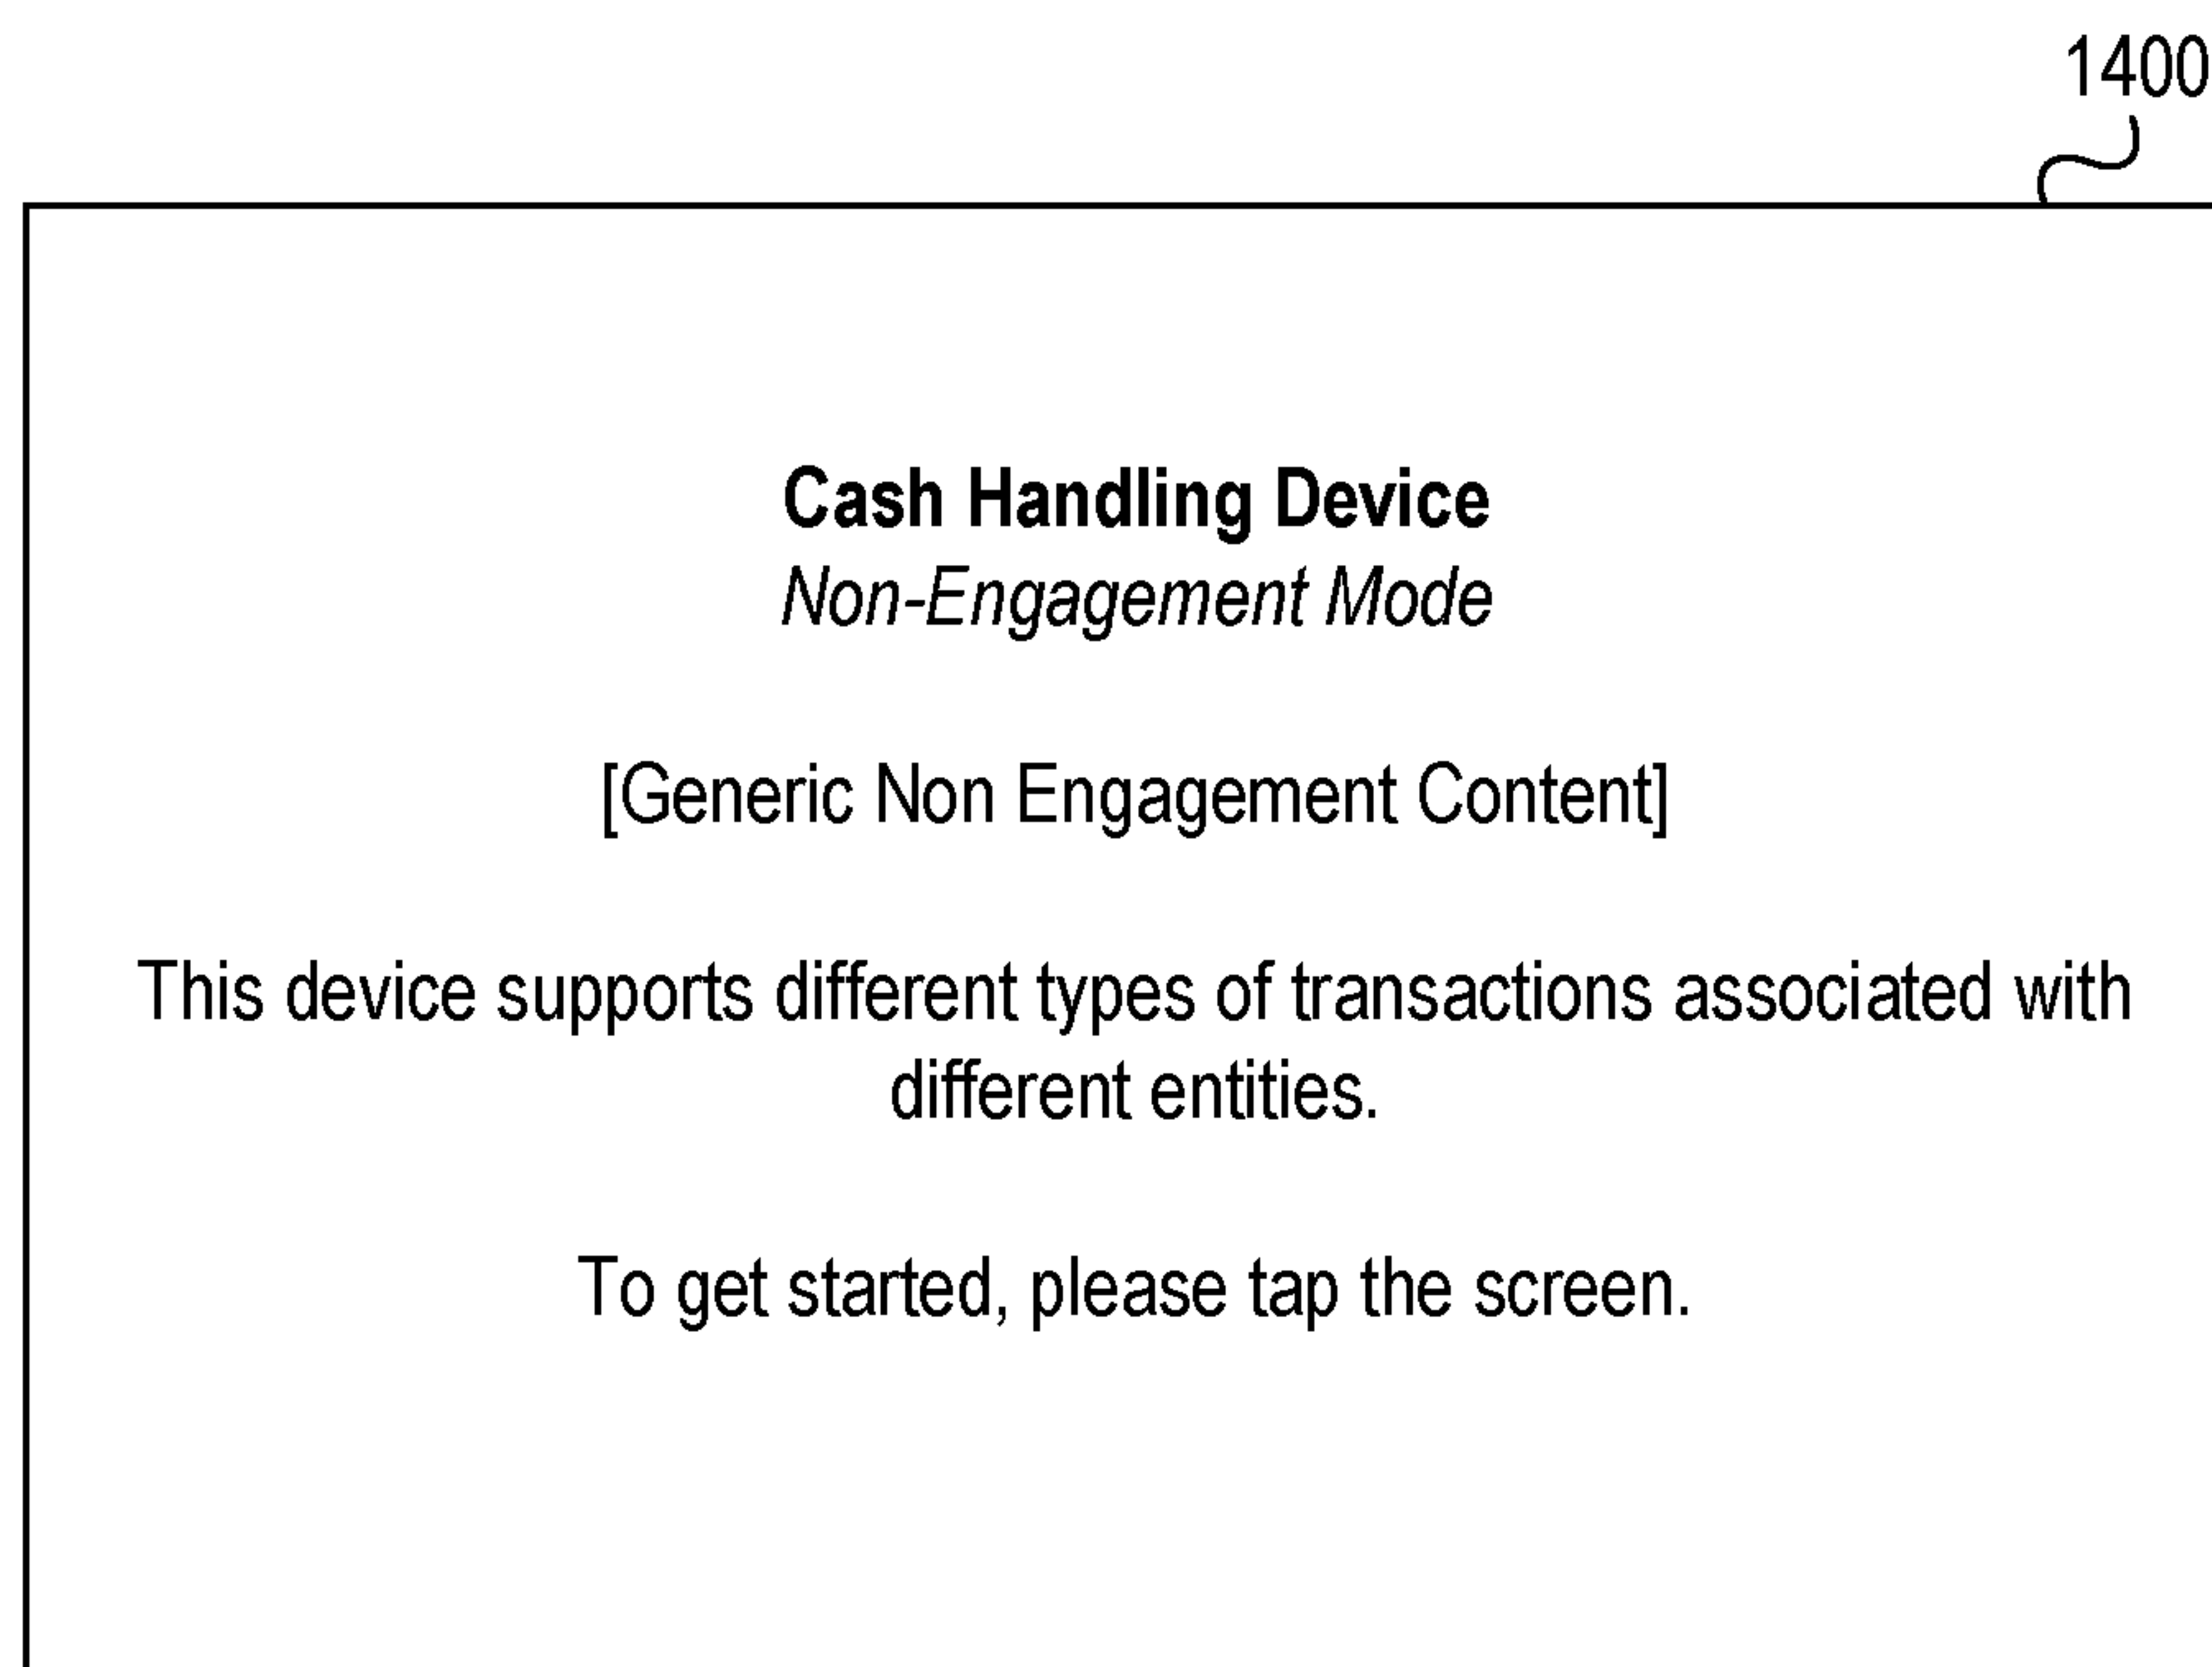 1400
Cash Handling Device
Non-Engagement Mode
[Generic Non Engagement Content]
This device supports different types of transactions associated with
different entities.
To get started, please tap the screen.